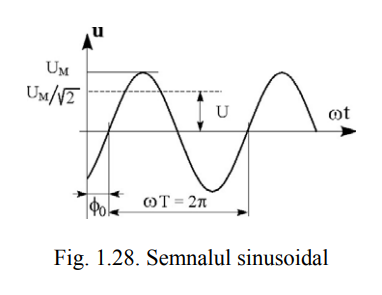 u
U_M
U_M/√2
U
ωt
ϕ₀
ωT = 2π
Fig. 1.28. Semnalul sinusoidal